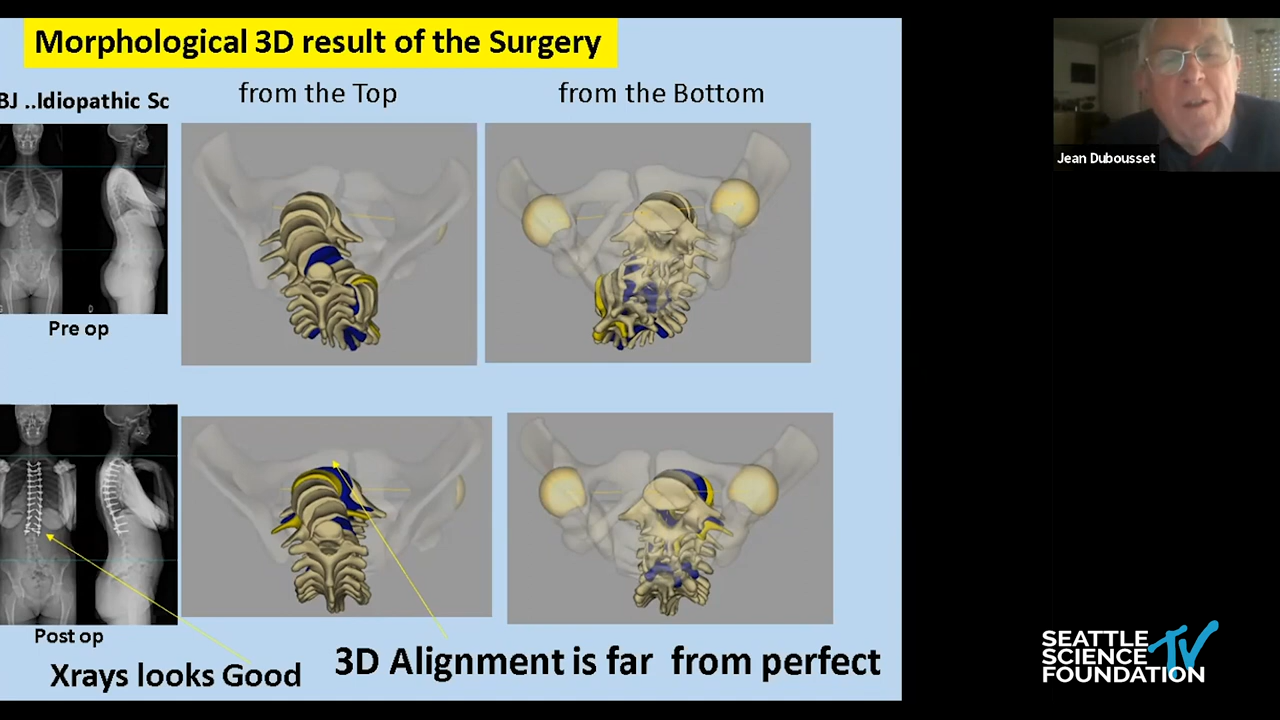 Morphological 3D result of the Surgery
BJ ..Idiopathic Sc
from the Top
from the Bottom
Jean Dubousset
Pre op
D
Post op
Xrays looks Good
3D Alignment is far from perfect
SEATTLE
SCIENCE
FOUNDATION
TV